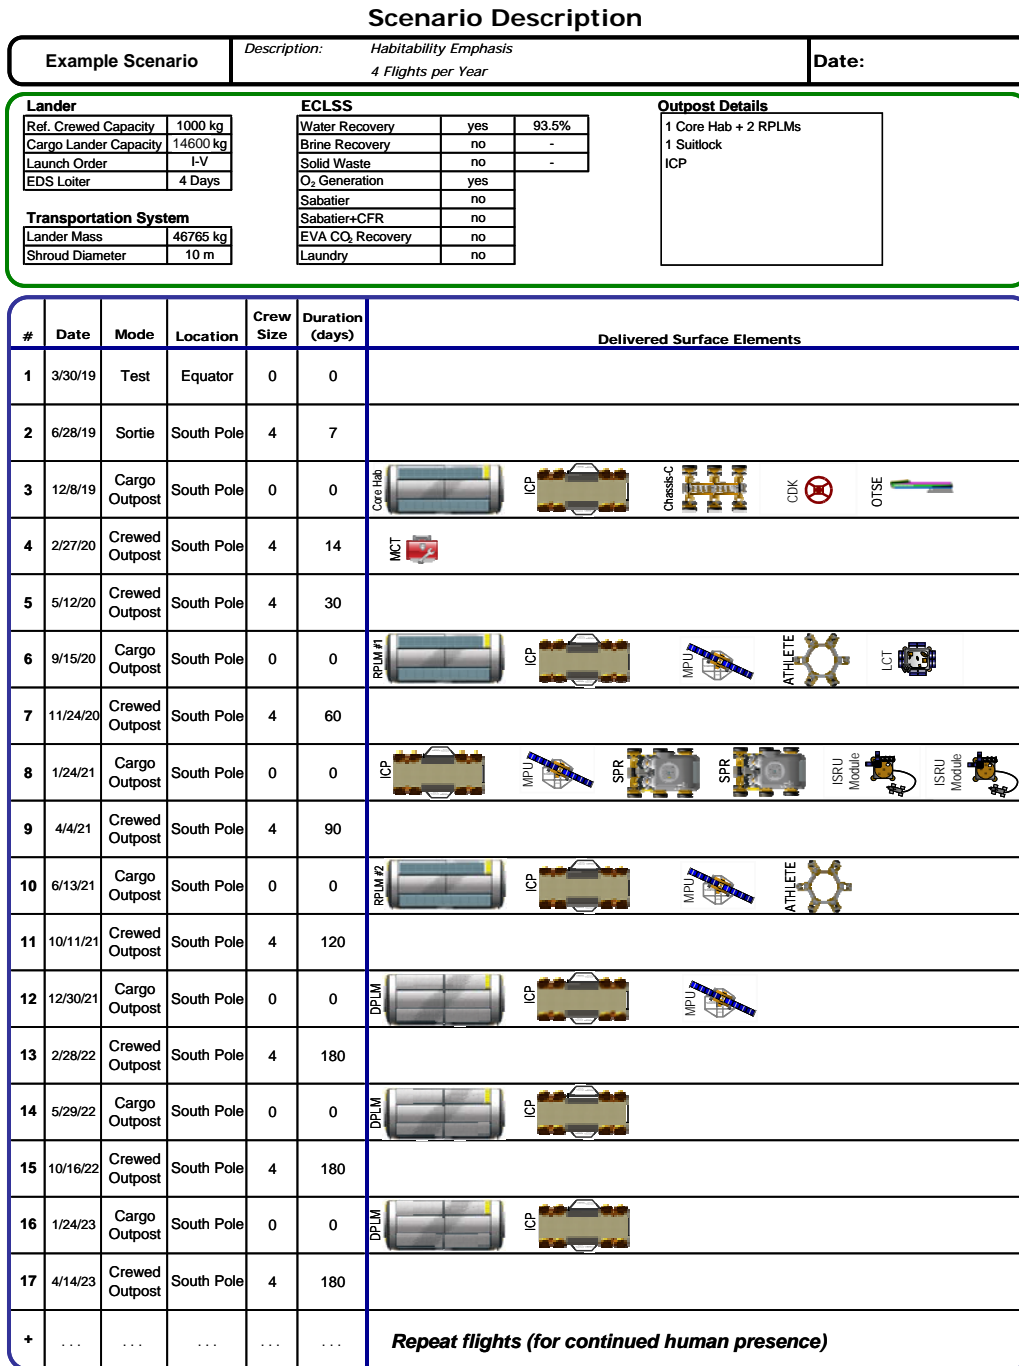 Scenario Description
Example Scenario
Description: Habitability Emphasis
4 Flights per Year
Date:
Lander
Ref. Crewed Capacity 1000 kg
Cargo Lander Capacity 14600 kg
Launch Order I-V
EDS Loiter 4 Days
Transportation System
Lander Mass 46765 kg
Shroud Diameter 10 m
ECLSS
Water Recovery yes 93.5%
Brine Recovery no -
Solid Waste no -
O₂ Generation yes
Sabatier no
Sabatier+CFR no
EVA CO₂ Recovery no
Laundry no
Outpost Details
1 Core Hab + 2 RPLMs
1 Suitlock
ICP
# Date Mode Location Crew Size Duration (days) Delivered Surface Elements
1 3/30/19 Test Equator 0 0
2 6/28/19 Sortie South Pole 4 7
3 12/8/19 Cargo Outpost South Pole 0 0 Core Hab ICP Chassis-C CDK OTSE
4 2/27/20 Crewed Outpost South Pole 4 14 MCT
5 5/12/20 Crewed Outpost South Pole 4 30
6 9/15/20 Cargo Outpost South Pole 0 0 RPLM #1 ICP MPU ATHLETE LCT
7 11/24/20 Crewed Outpost South Pole 4 60
8 1/24/21 Cargo Outpost South Pole 0 0 ICP MPU SPR SPR ISRU Module ISRU Module
9 4/4/21 Crewed Outpost South Pole 4 90
10 6/13/21 Cargo Outpost South Pole 0 0 RPLM #2 ICP MPU ATHLETE
11 10/11/21 Crewed Outpost South Pole 4 120
12 12/30/21 Cargo Outpost South Pole 0 0 DPLM ICP MPU
13 2/28/22 Crewed Outpost South Pole 4 180
14 5/29/22 Cargo Outpost South Pole 0 0 DPLM ICP
15 10/16/22 Crewed Outpost South Pole 4 180
16 1/24/23 Cargo Outpost South Pole 0 0 DPLM ICP
17 4/14/23 Crewed Outpost South Pole 4 180
+ . . . . . . . . . . . . . . . Repeat flights (for continued human presence)